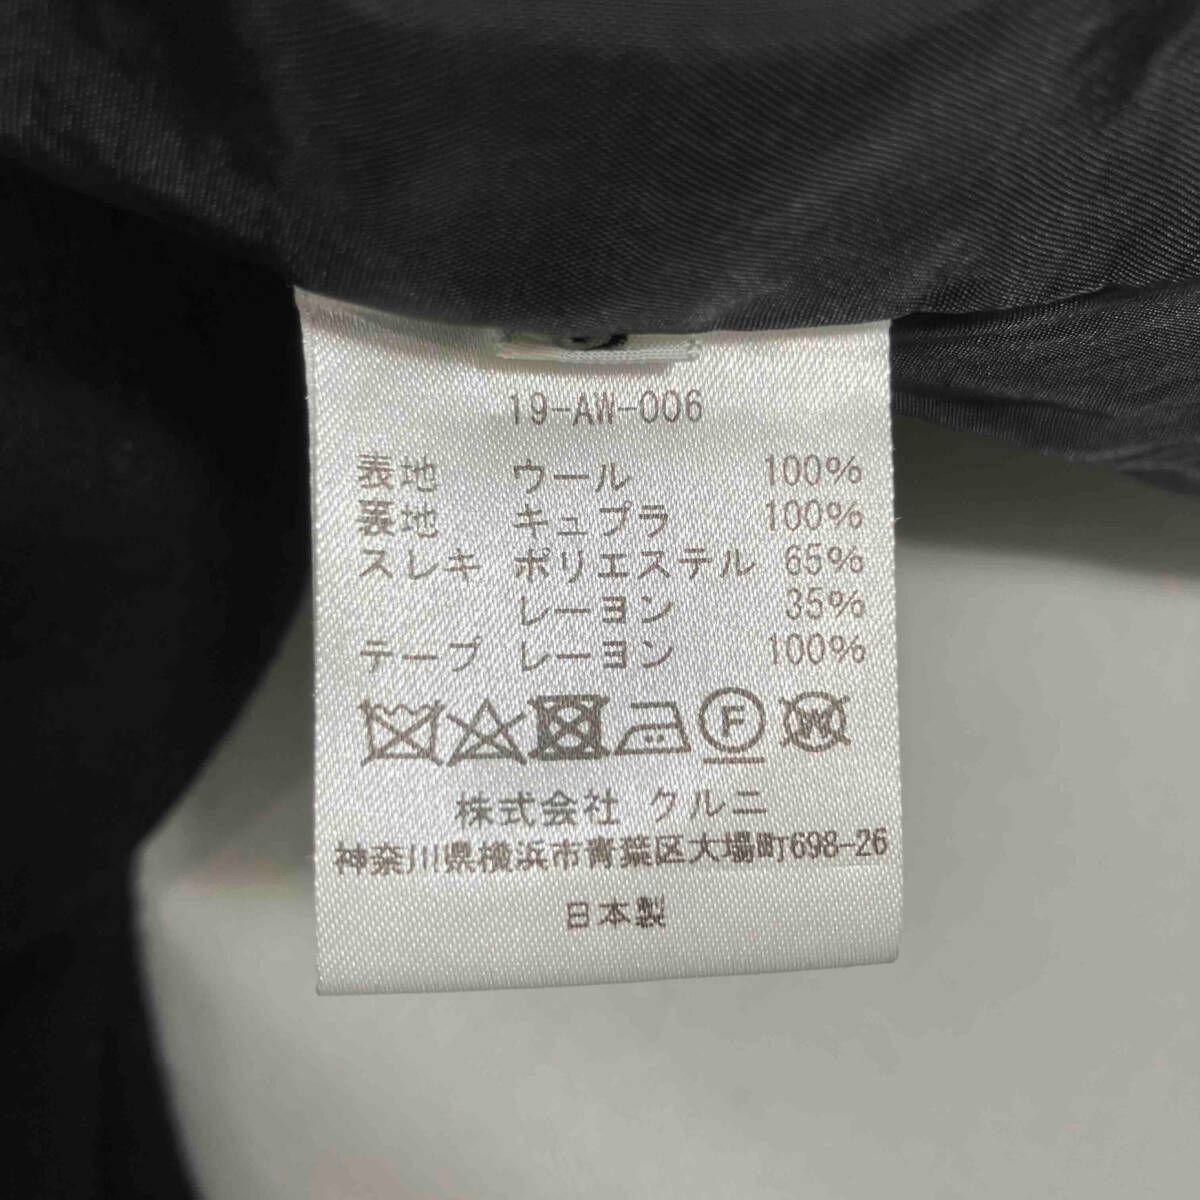 19-AW-006
表地 ウール 100%
裏地 キュプラ 100%
スレキ ポリエステル 65%
レーヨン 35%
テープ レーヨン 100%
F W
株式会社 クルニ
神奈川県横浜市青葉区大場町698-26
日本製